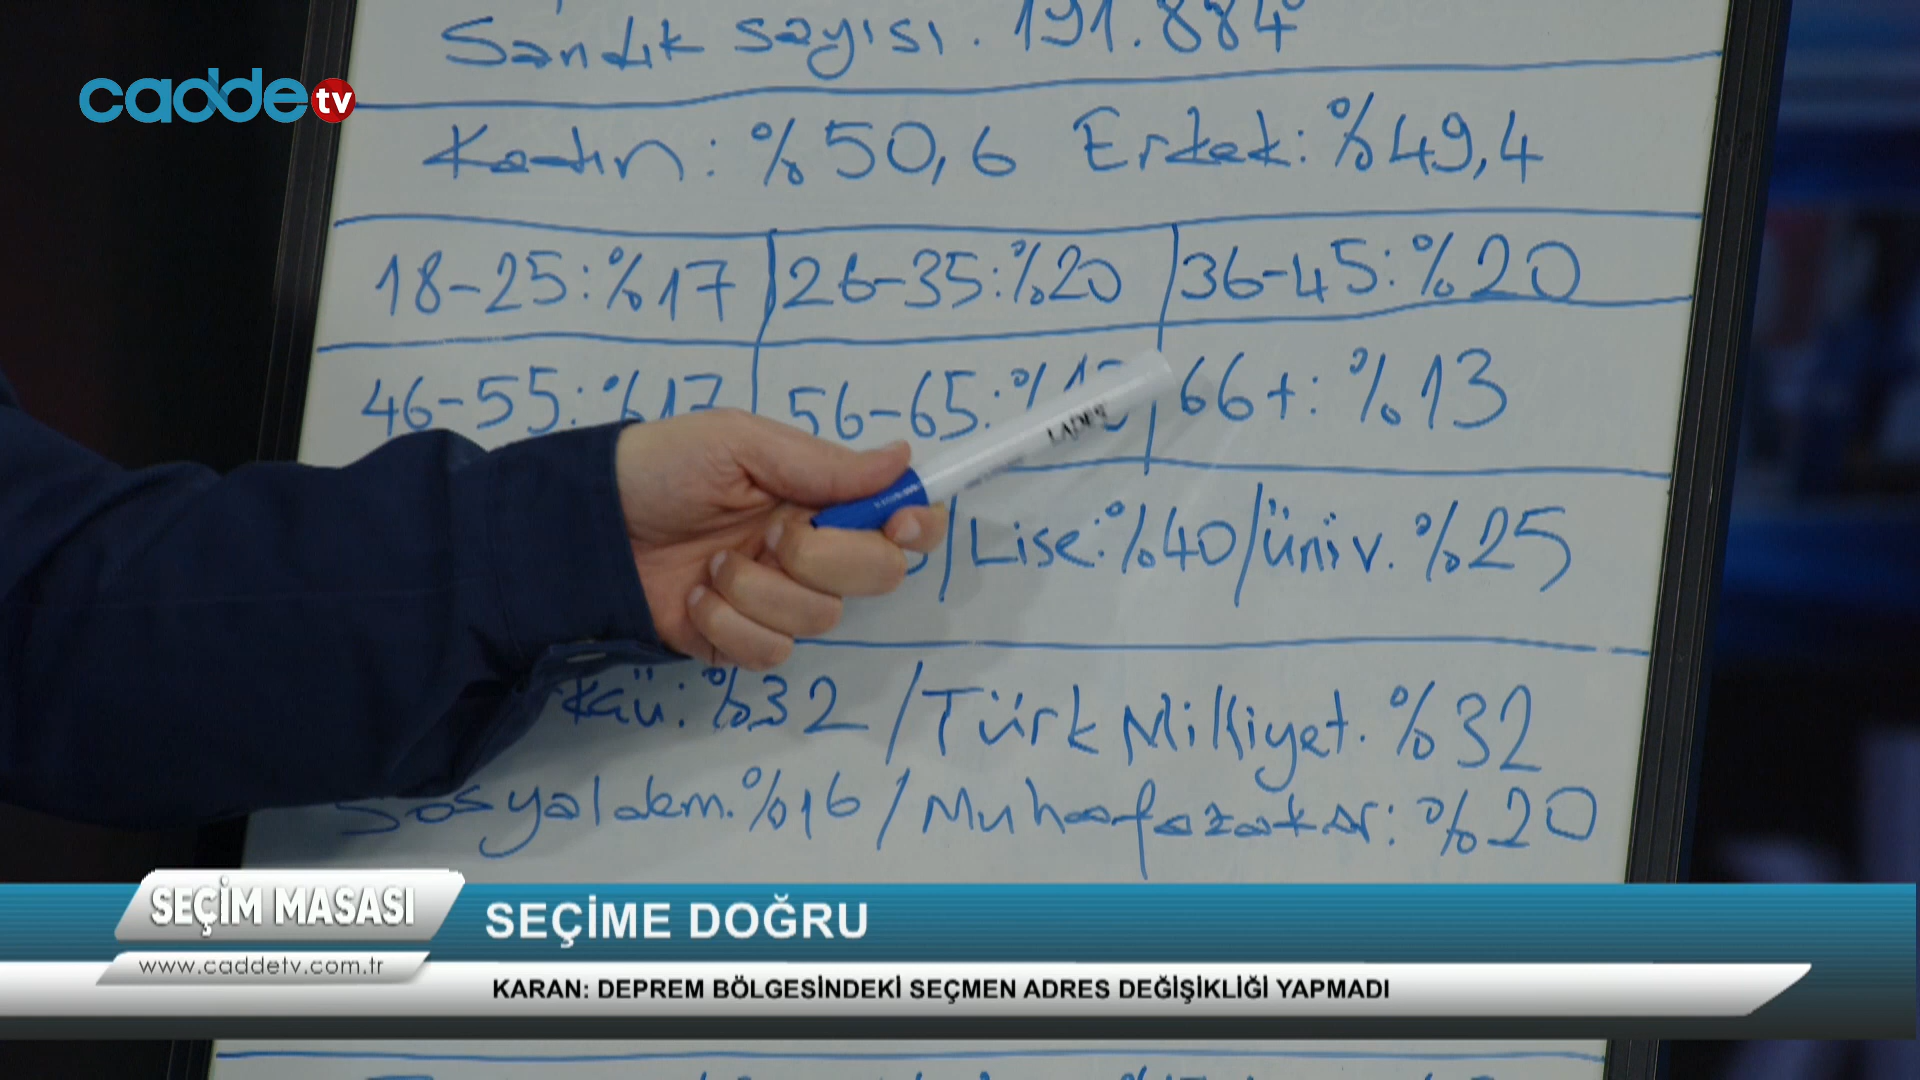 Sandık sayısı. 191.884
caddetv
Kadın: %50,6 Erkek: %49,4
18-25: %17 26-35: %20 36-45: %20
46-55: %17 56-65: 66+: %13
LADES
/ Lise: %40 / üniv. %25
%32 / Türk Milliyet. %32
Sosyaldem. %16 / Muhafazakar: %20
SEÇİM MASASI
SEÇİME DOĞRU
www.caddetv.com.tr
KARAN: DEPREM BÖLGESİNDEKİ SEÇMEN ADRES DEĞİŞİKLİĞİ YAPMADI